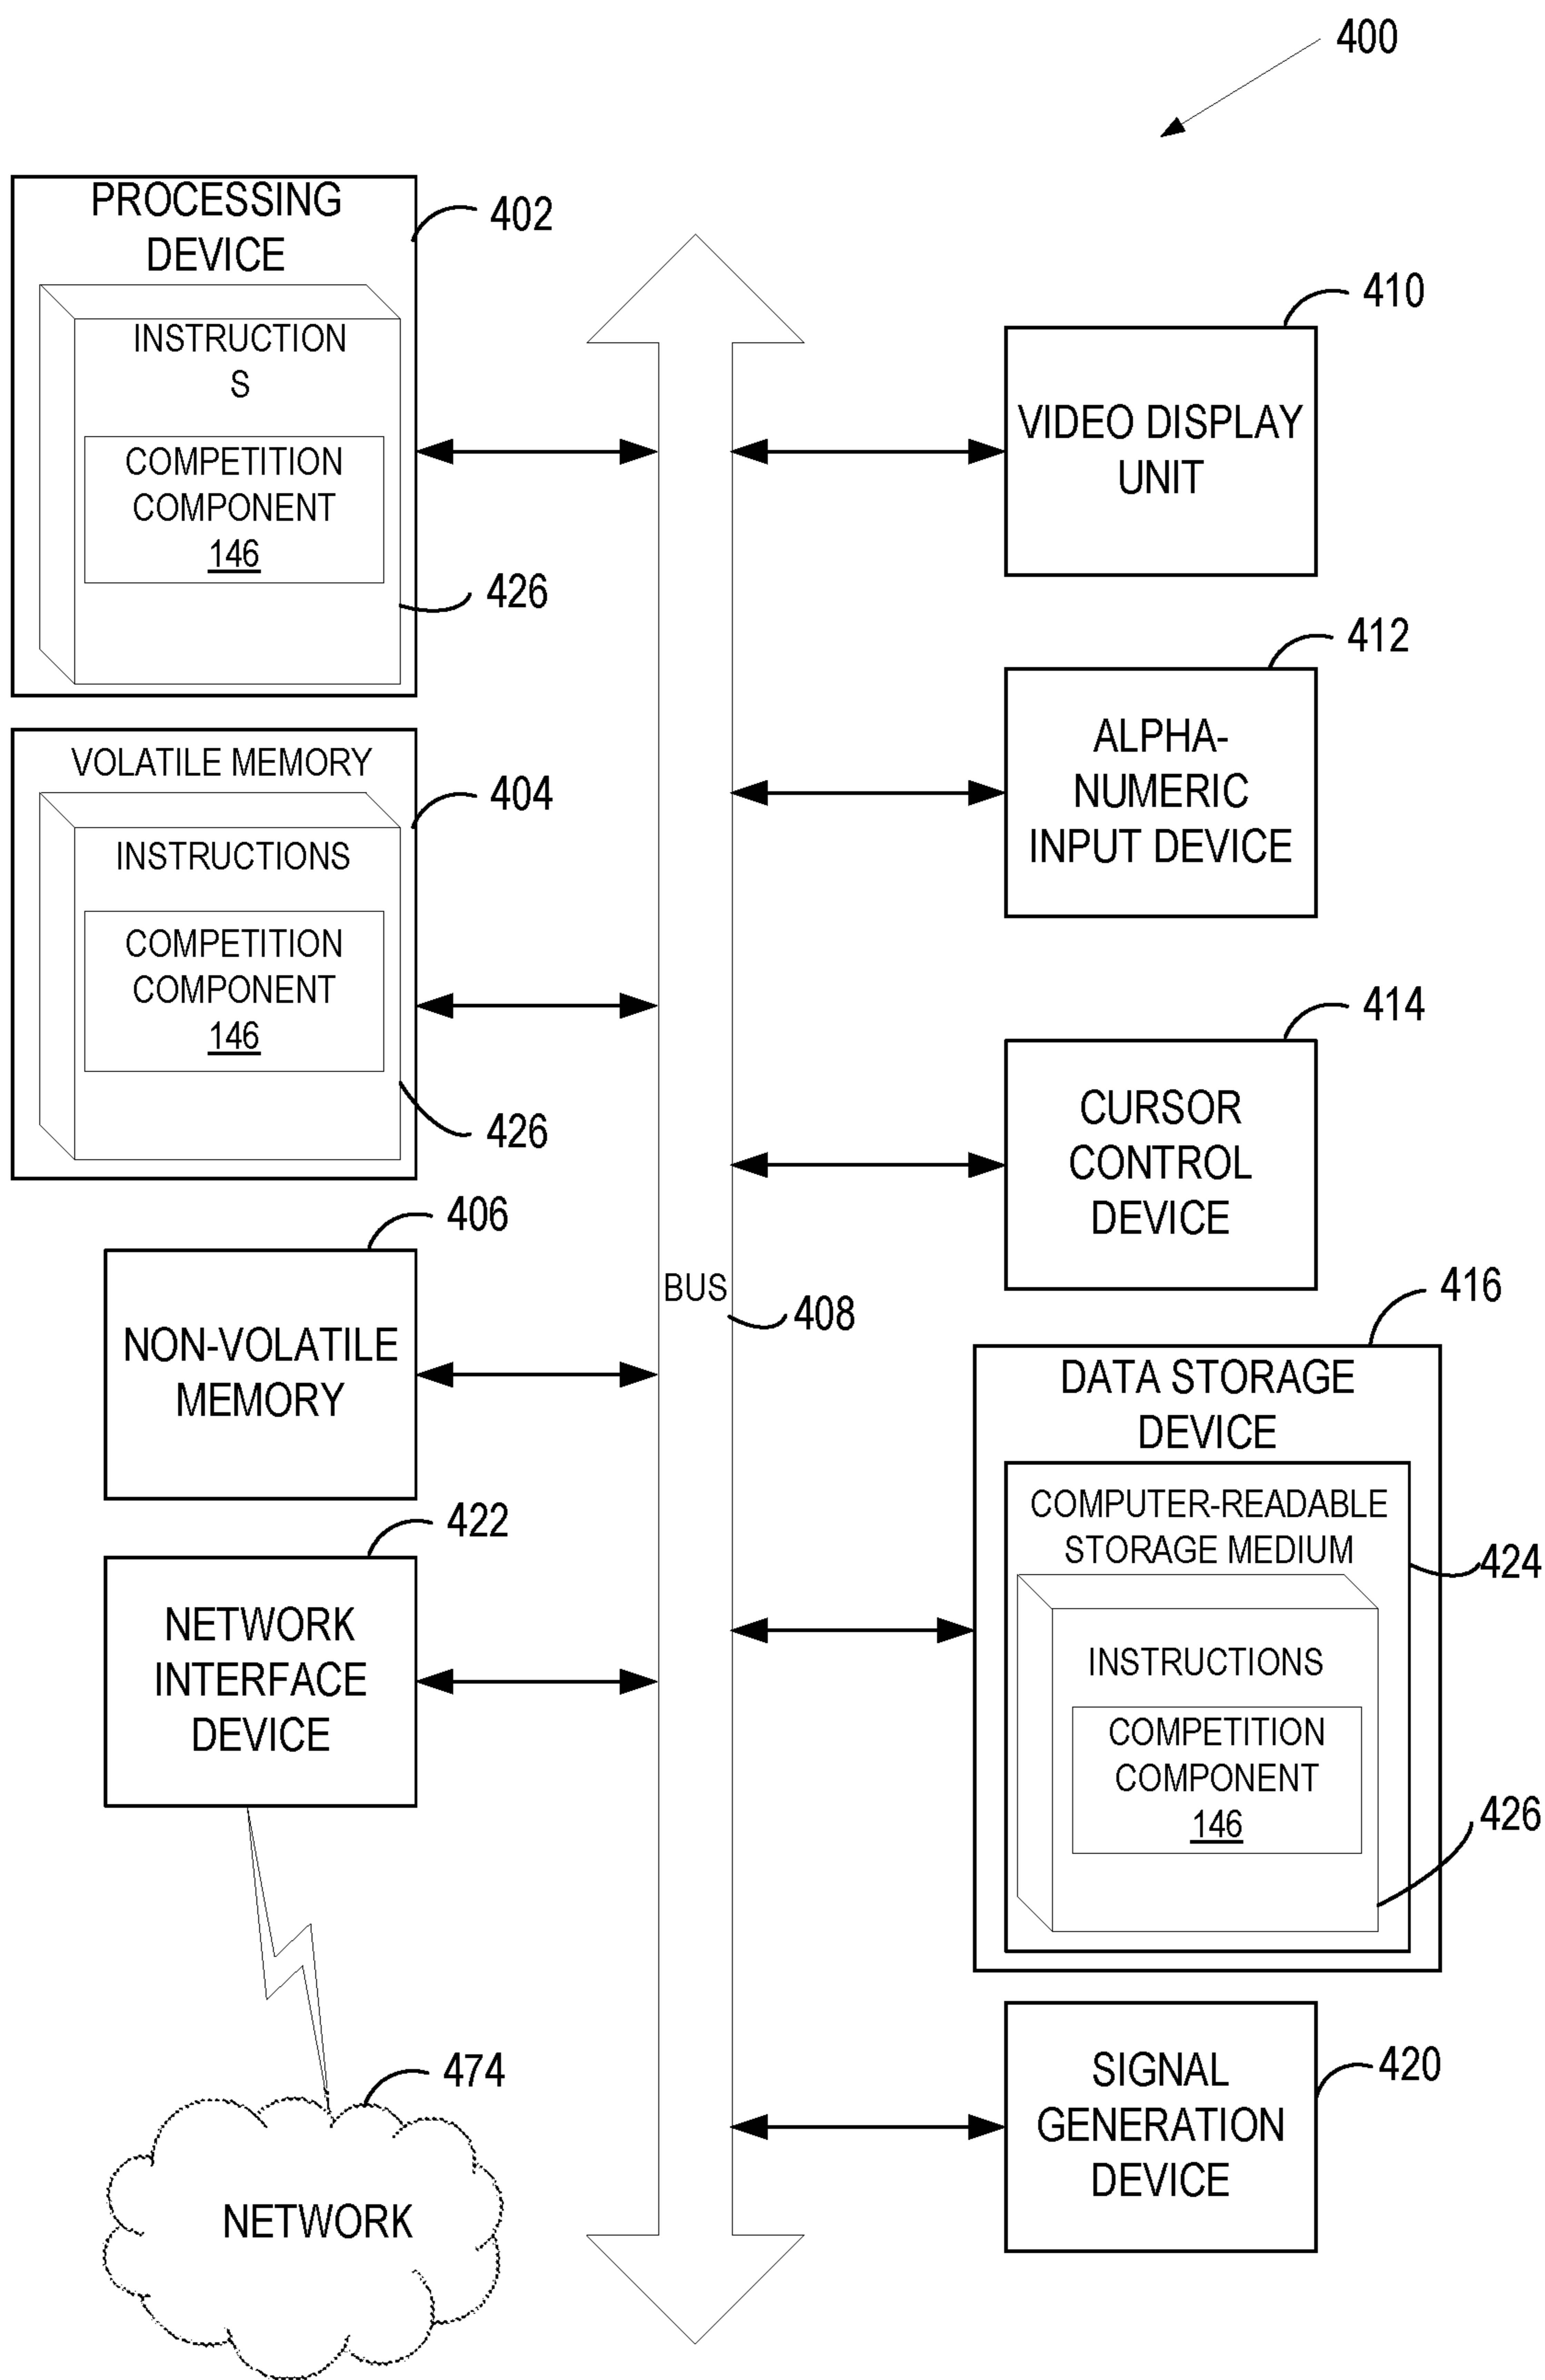 400
PROCESSING
DEVICE
402
INSTRUCTION
S
COMPETITION
COMPONENT
146
426
VOLATILE MEMORY
404
INSTRUCTIONS
COMPETITION
COMPONENT
146
426
406
NON-VOLATILE
MEMORY
422
NETWORK
INTERFACE
DEVICE
474
NETWORK
BUS
408
410
VIDEO DISPLAY
UNIT
412
ALPHA-
NUMERIC
INPUT DEVICE
414
CURSOR
CONTROL
DEVICE
416
DATA STORAGE
DEVICE
COMPUTER-READABLE
STORAGE MEDIUM
424
INSTRUCTIONS
COMPETITION
COMPONENT
146
426
SIGNAL
GENERATION
DEVICE
420